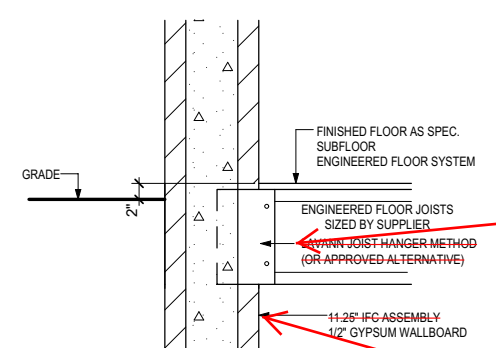 FINISHED FLOOR AS SPEC.
SUBFLOOR
ENGINEERED FLOOR SYSTEM
GRADE
2"
ENGINEERED FLOOR JOISTS
SIZED BY SUPPLIER
LAVANN JOIST HANGER METHOD
(OR APPROVED ALTERNATIVE)
11.25" IFC ASSEMBLY
1/2" GYPSUM WALLBOARD